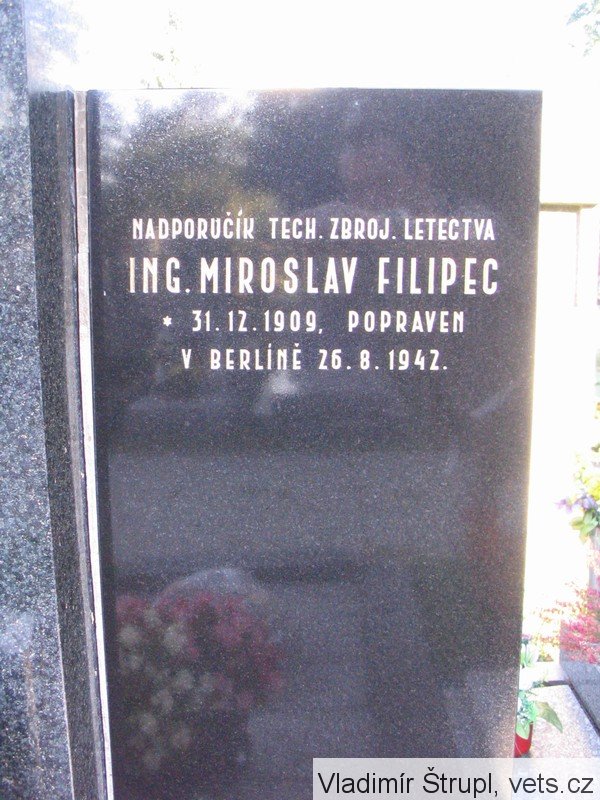 NADPORUČÍK TECH. ZBROJ. LETECTVA
ING. MIROSLAV FILIPEC
* 31.12.1909, POPRAVEN
V BERLÍNĚ 26.8.1942.
Vladimír Štrupl, vets.cz